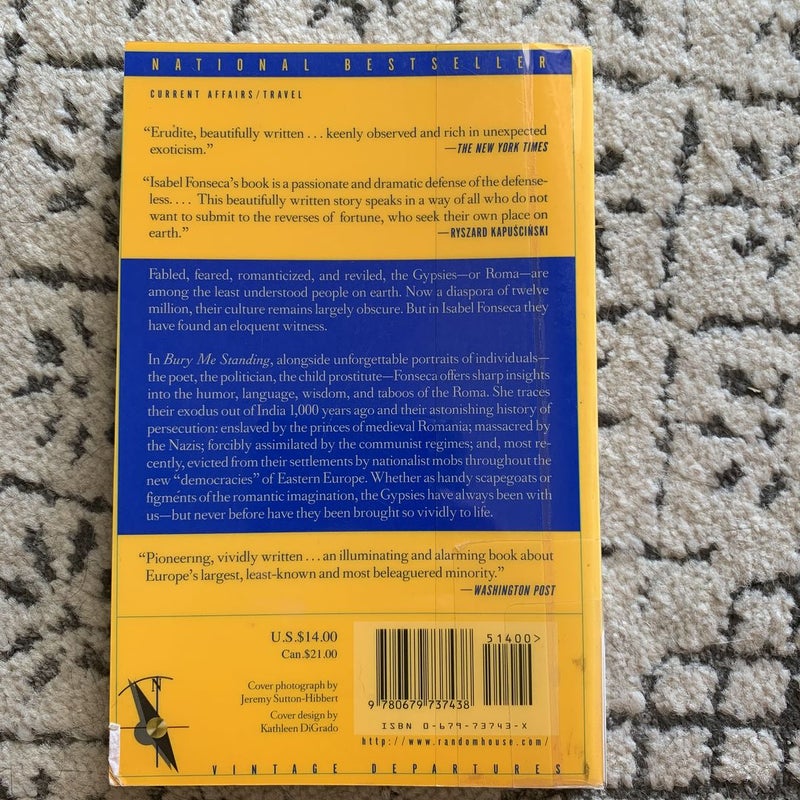 NATIONAL BESTSELLER
CURRENT AFFAIRS/TRAVEL
“Erudite, beautifully written . . . keenly observed and rich in unexpected
exoticism.” —THE NEW YORK TIMES
“Isabel Fonseca’s book is a passionate and dramatic defense of the defense-
less. . . . This beautifully written story speaks in a way of all who do not
want to submit to the reverses of fortune, who seek their own place on
earth.” —RYSZARD KAPUŚCIŃSKI
Fabled, feared, romanticized, and reviled, the Gypsies—or Roma—are
among the least understood people on earth. Now a diaspora of twelve
million, their culture remains largely obscure. But in Isabel Fonseca they
have found an eloquent witness.
In Bury Me Standing, alongside unforgettable portraits of individuals—
the poet, the politician, the child prostitute—Fonseca offers sharp insights
into the humor, language, wisdom, and taboos of the Roma. She traces
their exodus out of India 1,000 years ago and their astonishing history of
persecution: enslaved by the princes of medieval Romania; massacred by
the Nazis; forcibly assimilated by the communist regimes; and, most re-
cently, evicted from their settlements by nationalist mobs throughout the
new “democracies” of Eastern Europe. Whether as handy scapegoats or
figments of the romantic imagination, the Gypsies have always been with
us—but never before have they been brought so vividly to life.
“Pioneering, vividly written . . . an illuminating and alarming book about
Europe’s largest, least-known and most beleaguered minority.”
—WASHINGTON POST
U.S.$14.00
Can.$21.00
51400>
9 780679 737438
ISBN 0-679-73743-X
http://www.randomhouse.com/
N
Cover photograph by
Jeremy Sutton-Hibbert
Cover design by
Kathleen DiGrado
VINTAGE DEPARTURES